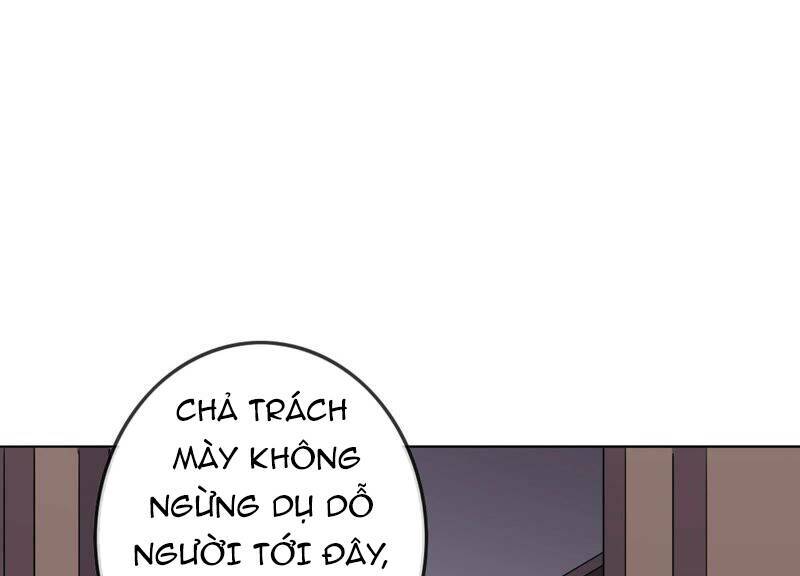 CHẢ TRÁCH
MÀY KHÔNG
NGỪNG DỤ DỖ
NGƯỜI TỚI ĐÂY,